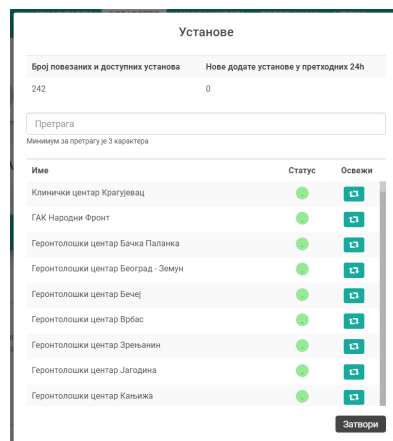 Установе
Број повезаних и доступних установа Нове додате установе у претходних 24h
242 0
Претрага
Минимум за претрагу је 3 карактера
Име Статус Освежи
Клинички центар Крагујевац
ГАК Народни Фронт
Геронтолошки центар Бачка Паланка
Геронтолошки центар Београд - Земун
Геронтолошки центар Бечеј
Геронтолошки центар Врбас
Геронтолошки центар Зрењанин
Геронтолошки центар Јагодина
Геронтолошки центар Кањижа
Затвори